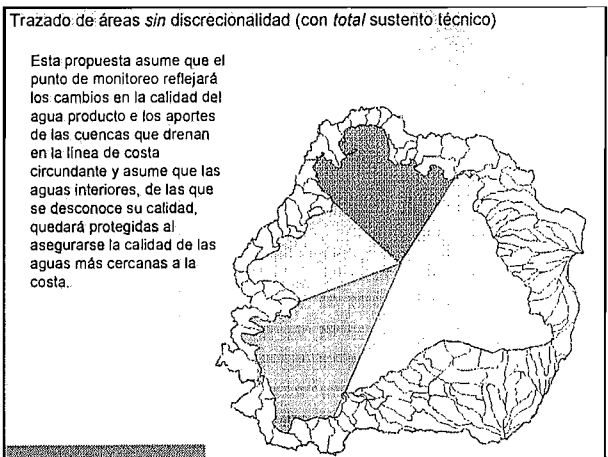 Trazado de áreas sin discrecionalidad (con total sustento técnico)
Esta propuesta asume que el
punto de monitoreo reflejará
los cambios en la calidad del
agua producto e los aportes
de las cuencas que drenan
en la línea de costa
circundante y asume que las
aguas interiores, de las que
se desconoce su calidad,
quedará protegidas al
asegurarse la calidad de las
aguas más cercanas a la
costa.